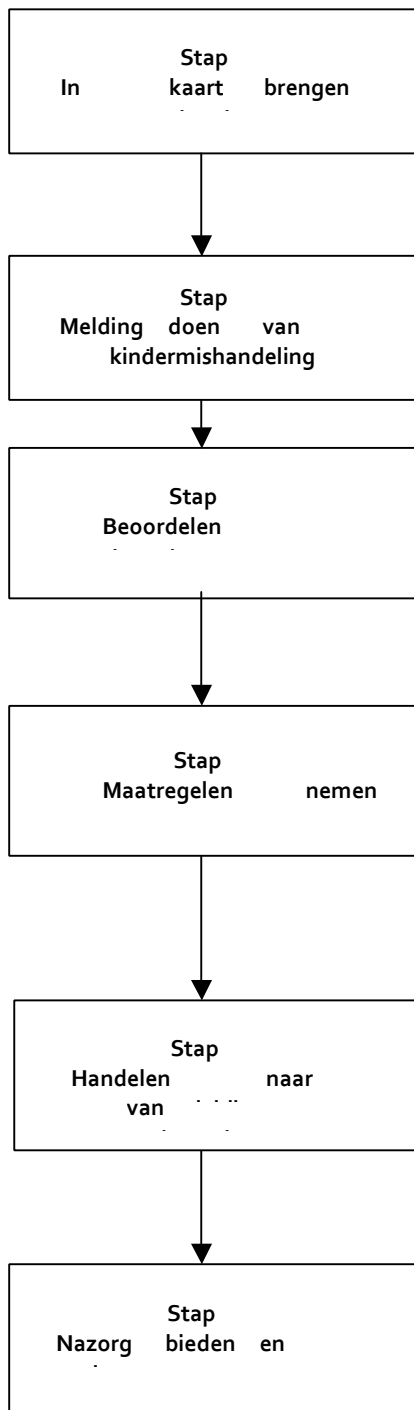 Stap
In kaart brengen
Stap
Melding doen van
kindermishandeling
Stap
Beoordelen
Stap
Maatregelen nemen
Stap
Handelen naar
van
Stap
Nazorg bieden en